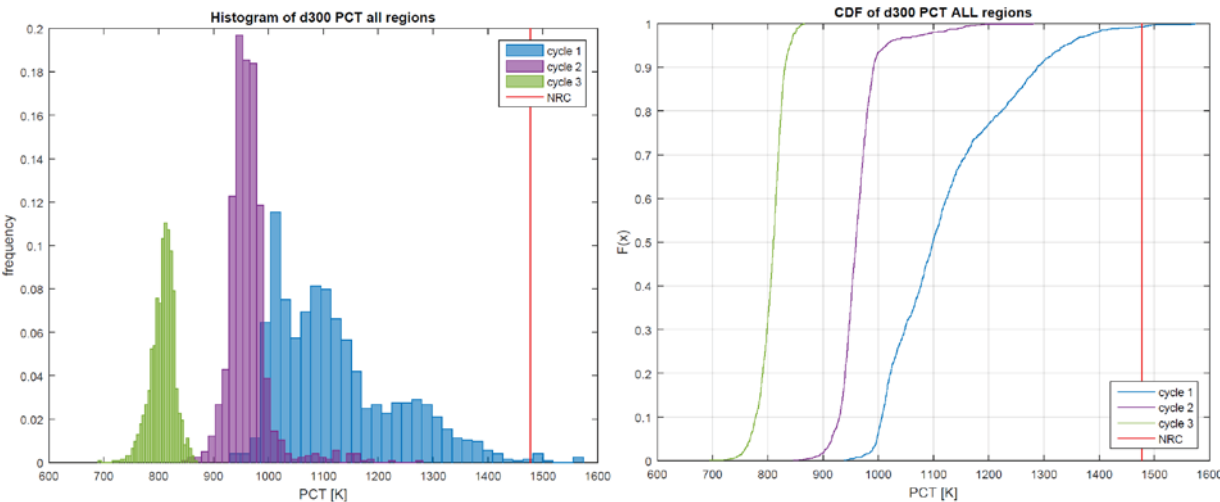 Histogram of d300 PCT all regions
0.2
0.18
0.16
0.14
0.12
0.1
0.08
0.06
0.04
0.02
0
frequency
cycle 1
cycle 2
cycle 3
NRC
600 700 800 900 1000 1100 1200 1300 1400 1500 1600
PCT [K]
CDF of d300 PCT ALL regions
1
0.9
0.8
0.7
0.6
0.5
0.4
0.3
0.2
0.1
0
F(x)
cycle 1
cycle 2
cycle 3
NRC
600 700 800 900 1000 1100 1200 1300 1400 1500 1600
PCT [K]